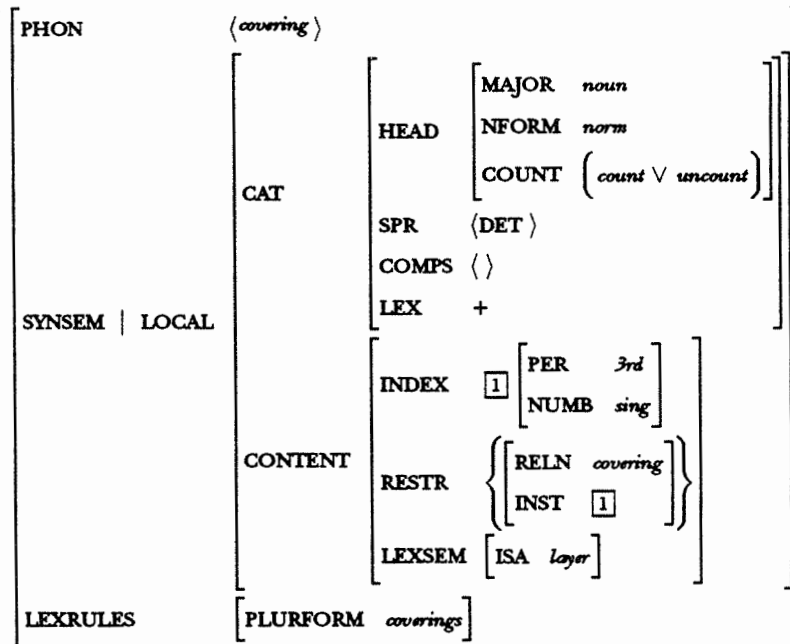 PHON ⟨covering⟩
MAJOR noun
HEAD NFORM norm
COUNT (count ∨ uncount)
CAT
SPR ⟨DET⟩
COMPS ⟨ ⟩
LEX +
SYNSEM | LOCAL
PER 3rd
INDEX [1]
NUMB sing
CONTENT
RELN covering
RESTR
INST [1]
LEXSEM [ISA layer]
LEXRULES [PLURFORM coverings]